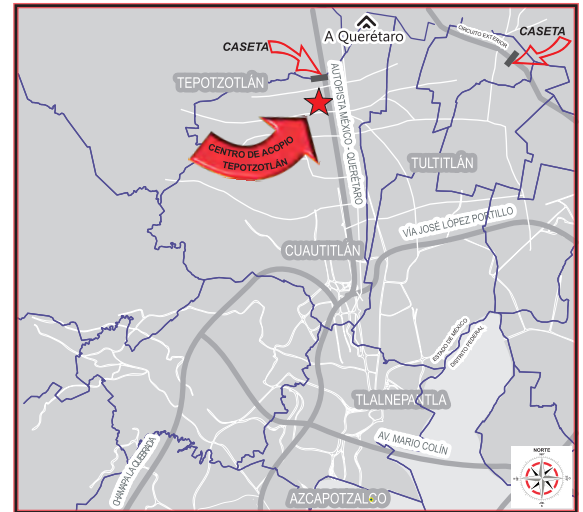 A Querétaro
CIRCUITO EXTERIOR
CASETA
CASETA
TEPOTZOTLÁN
AUTOPISTA MÉXICO - QUERÉTARO
CENTRO DE ACOPIO
TEPOTZOTLÁN
TULTITLÁN
VÍA JOSÉ LÓPEZ PORTILLO
CUAUTITLÁN
ESTADO DE MÉXICO
DISTRITO FEDERAL
TLALNEPANTLA
AV. MARIO COLÍN
CHAMAPA LA QUEBRADA
NORTE
AZCAPOTZALCO